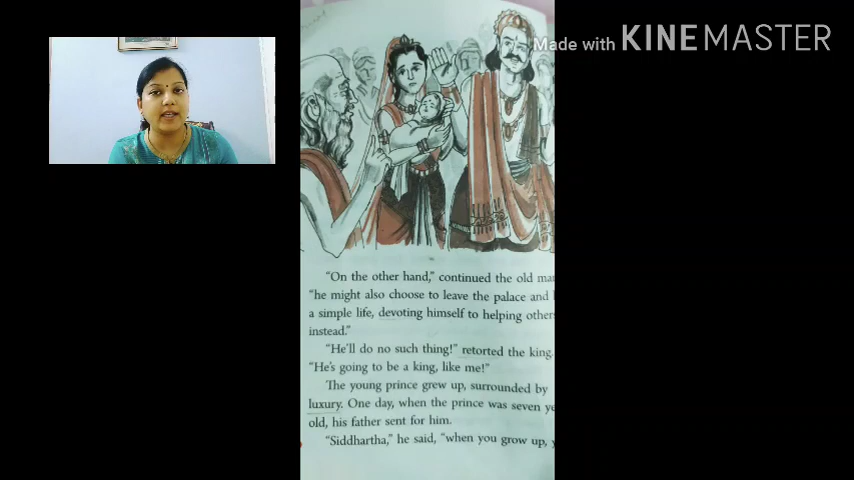 Made with KINEMASTER
"On the other hand," continued the old
"he might also choose to leave the palace and
a simple life, devoting himself to helping
instead."
"He'll do no such thing!" retorted the king.
"He's going to be a king, like me!"
The young prince grew up, surrounded by
luxury. One day, when the prince was seven
old, his father sent for him.
"Siddhartha," he said, "when you grow up,